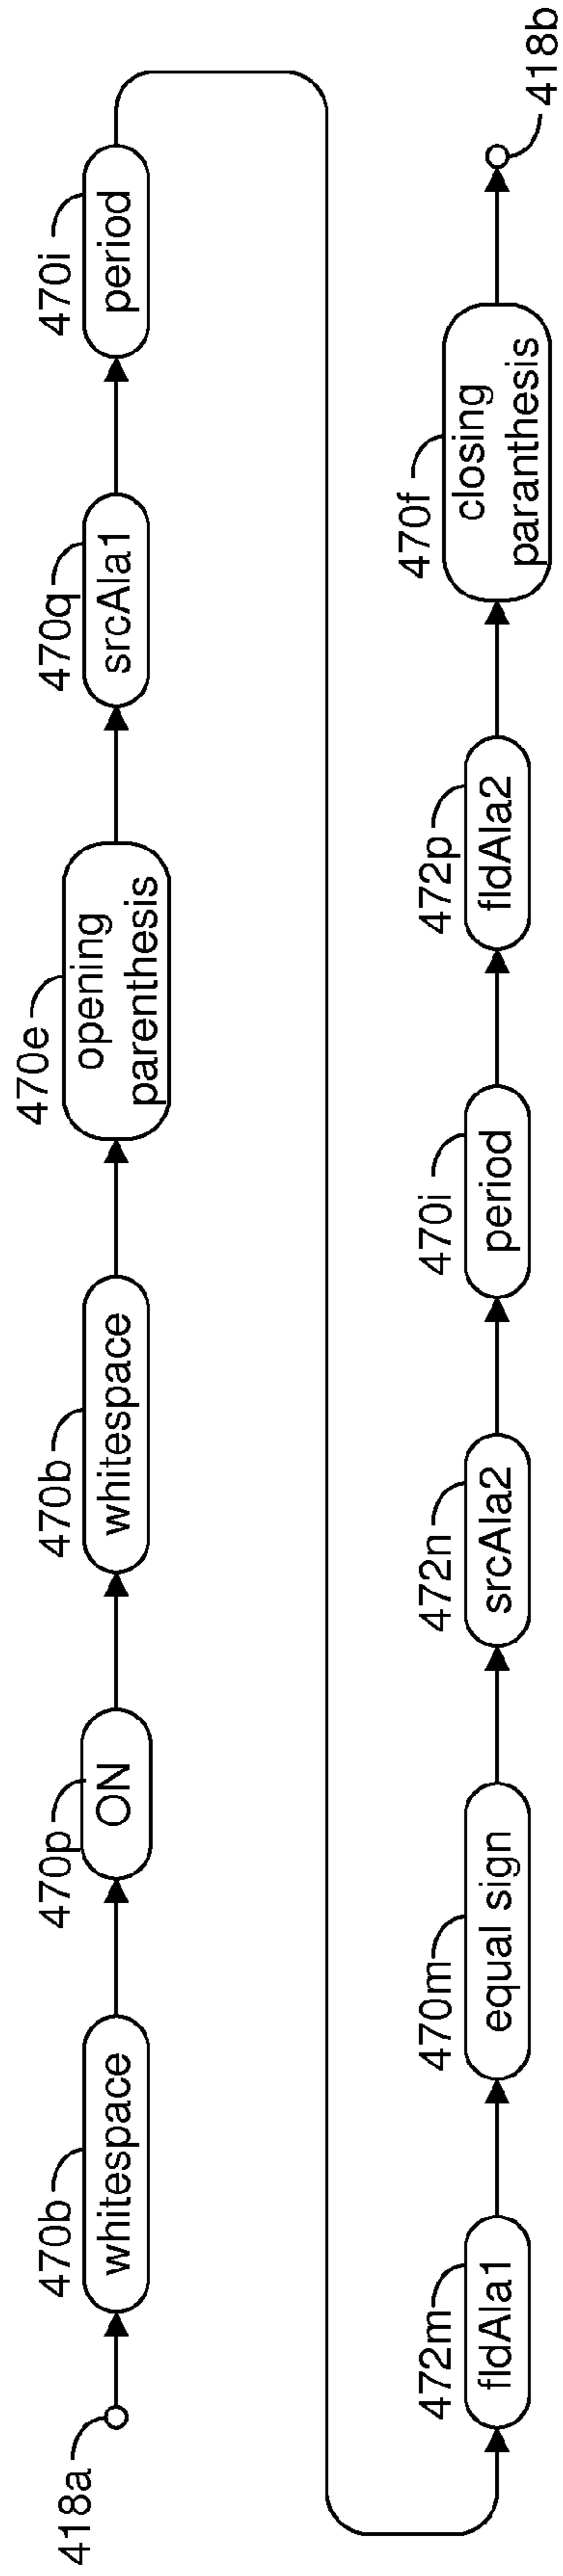 418a
470b
whitespace
470p
ON
470b
whitespace
470e
opening
parenthesis
470q
srcAla1
470i
period
472m
fldAla1
470m
equal sign
472n
srcAla2
470i
period
472p
fldAla2
470f
closing
paranthesis
418b